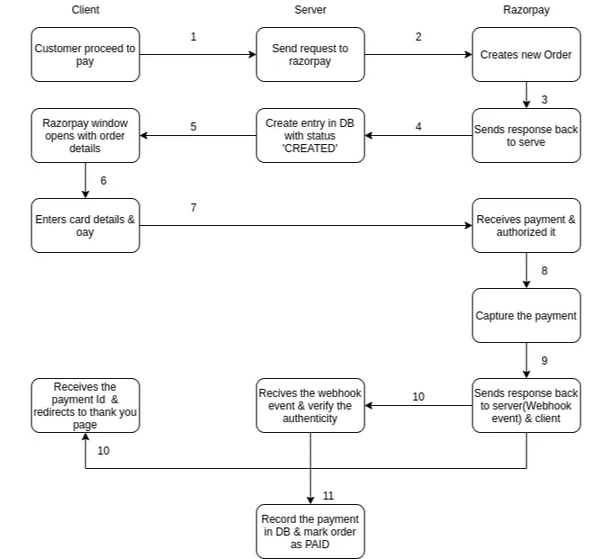 Client
Server
Razorpay
Customer proceed to
pay
1
Send request to
razorpay
2
Creates new Order
3
Razorpay window
opens with order
details
5
Create entry in DB
with status
'CREATED'
4
Sends response back
to serve
6
Enters card details &
oay
7
Receives payment &
authorized it
8
Capture the payment
9
Receives the
payment Id &
redirects to thank you
page
Recives the webhook
event & verify the
authenticity
10
Sends response back
to server(Webhook
event) & client
10
11
Record the payment
in DB & mark order
as PAID